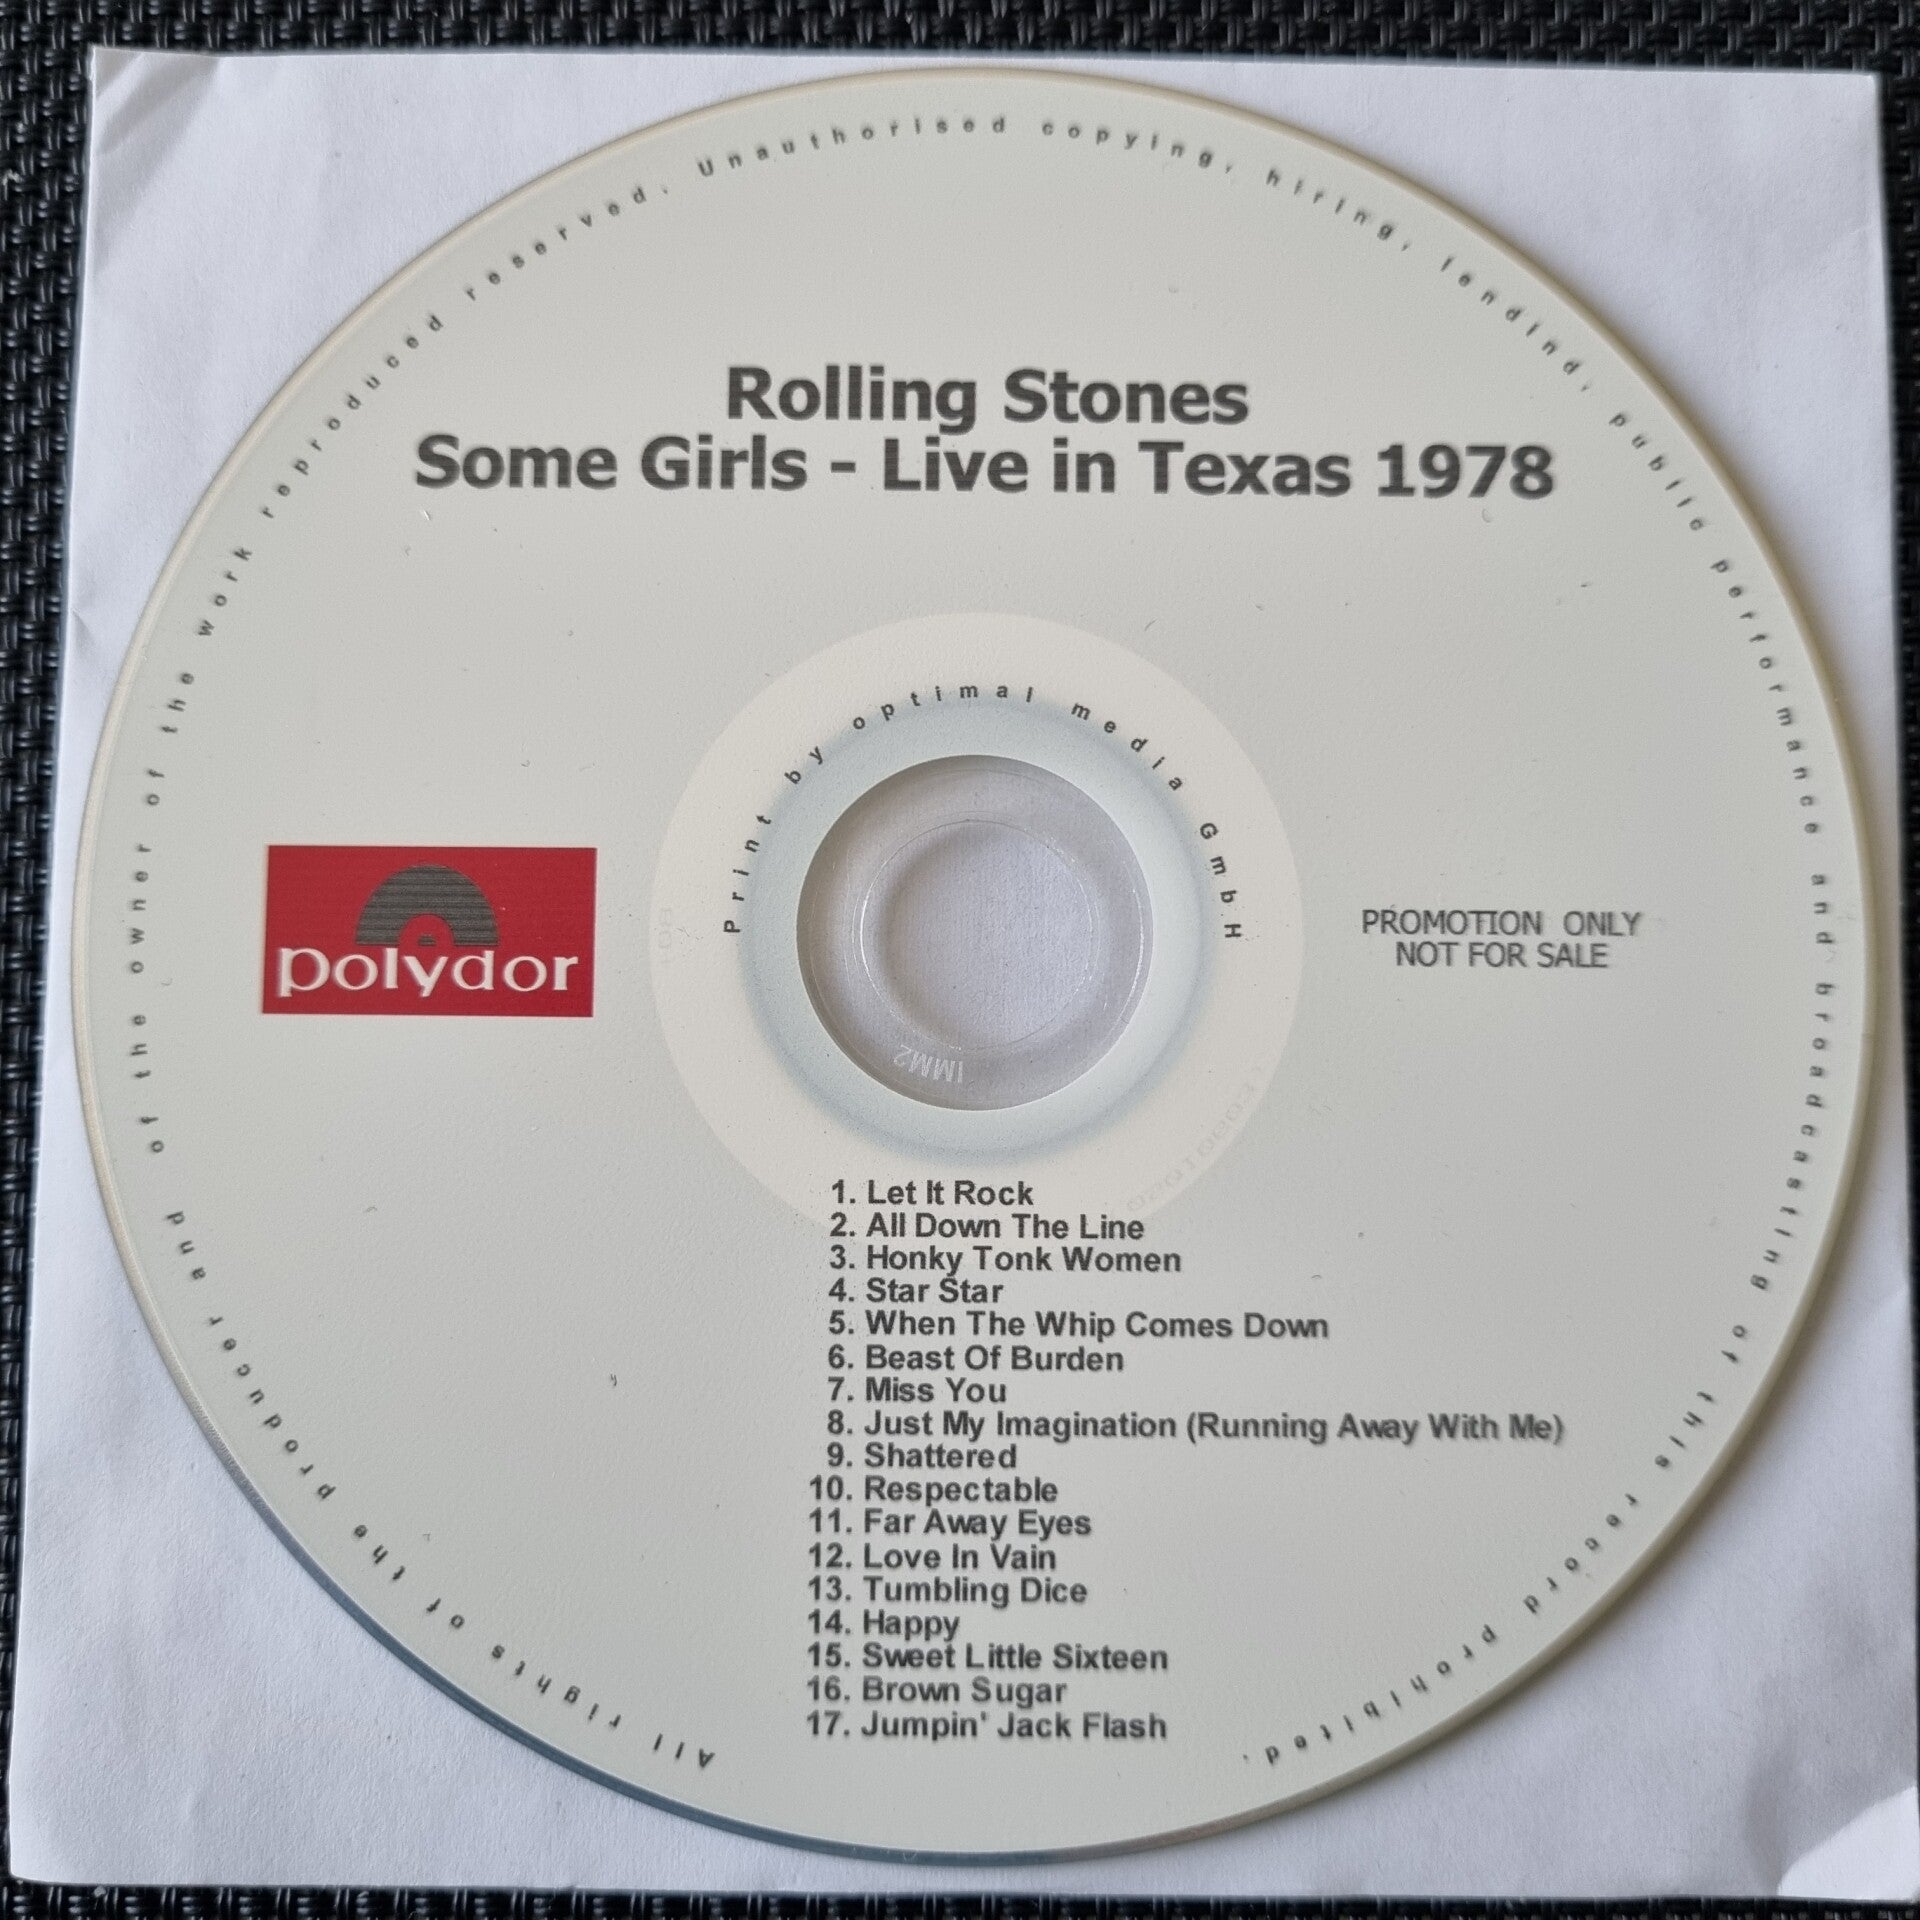 All rights of the producer and of the owner of the work reproduced reserved. Unauthorised copying, hiring, lendind, public performance and broadcasting of this record prohibited.
Rolling Stones
Some Girls - Live in Texas 1978
Print by optimal media GmbH
polydor
PROMOTION ONLY
NOT FOR SALE
IMM2
1. Let It Rock
2. All Down The Line
3. Honky Tonk Women
4. Star Star
5. When The Whip Comes Down
6. Beast Of Burden
7. Miss You
8. Just My Imagination (Running Away With Me)
9. Shattered
10. Respectable
11. Far Away Eyes
12. Love In Vain
13. Tumbling Dice
14. Happy
15. Sweet Little Sixteen
16. Brown Sugar
17. Jumpin' Jack Flash